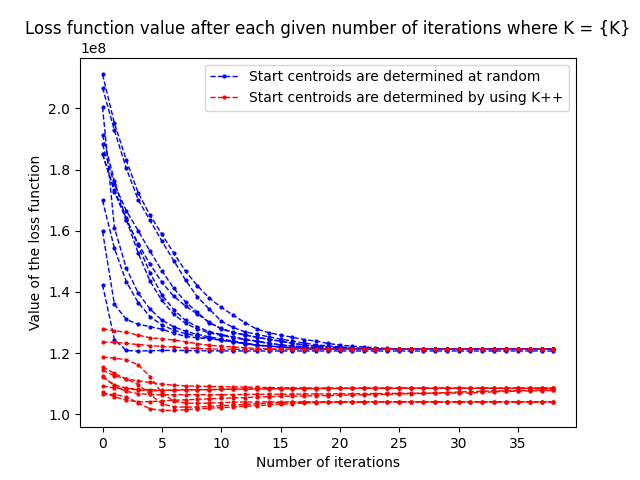 Loss function value after each given number of iterations where K = {K}
1e8
Start centroids are determined at random
Start centroids are determined by using K++
2.0
1.8
1.6
1.4
1.2
1.0
Value of the loss function
0 5 10 15 20 25 30 35
Number of iterations